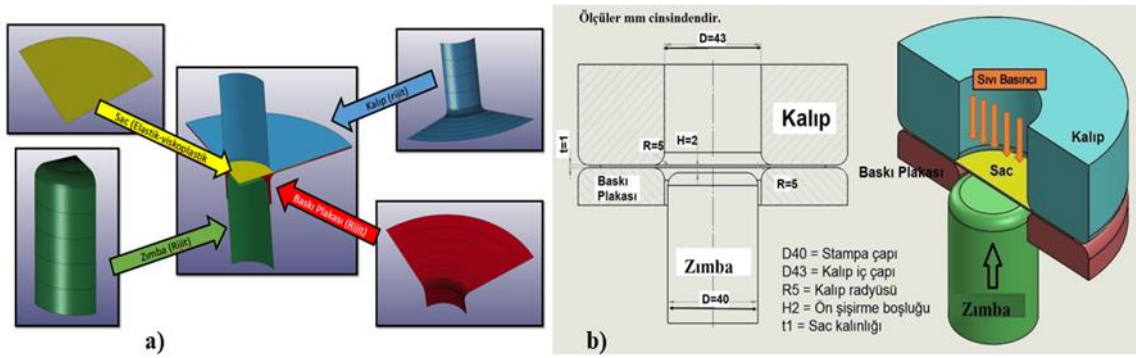 Sac (Elastik-viskoplastik
Kalıp (rijit)
Zımba (Rijit)
Baskı Plakası (Rijit)
a)
Ölçüler mm cinsindendir.
D=43
Kalıp
t=1
R=5
H=2
Baskı
Plakası
R=5
Zımba
D=40
D40 = Stampa çapı
D43 = Kalıp iç çapı
R5 = Kalıp radyüsü
H2 = Ön şişirme boşluğu
t1 = Sac kalınlığı
b)
Sıvı Basıncı
Kalıp
Baskı Plakası
Sac
Zımba